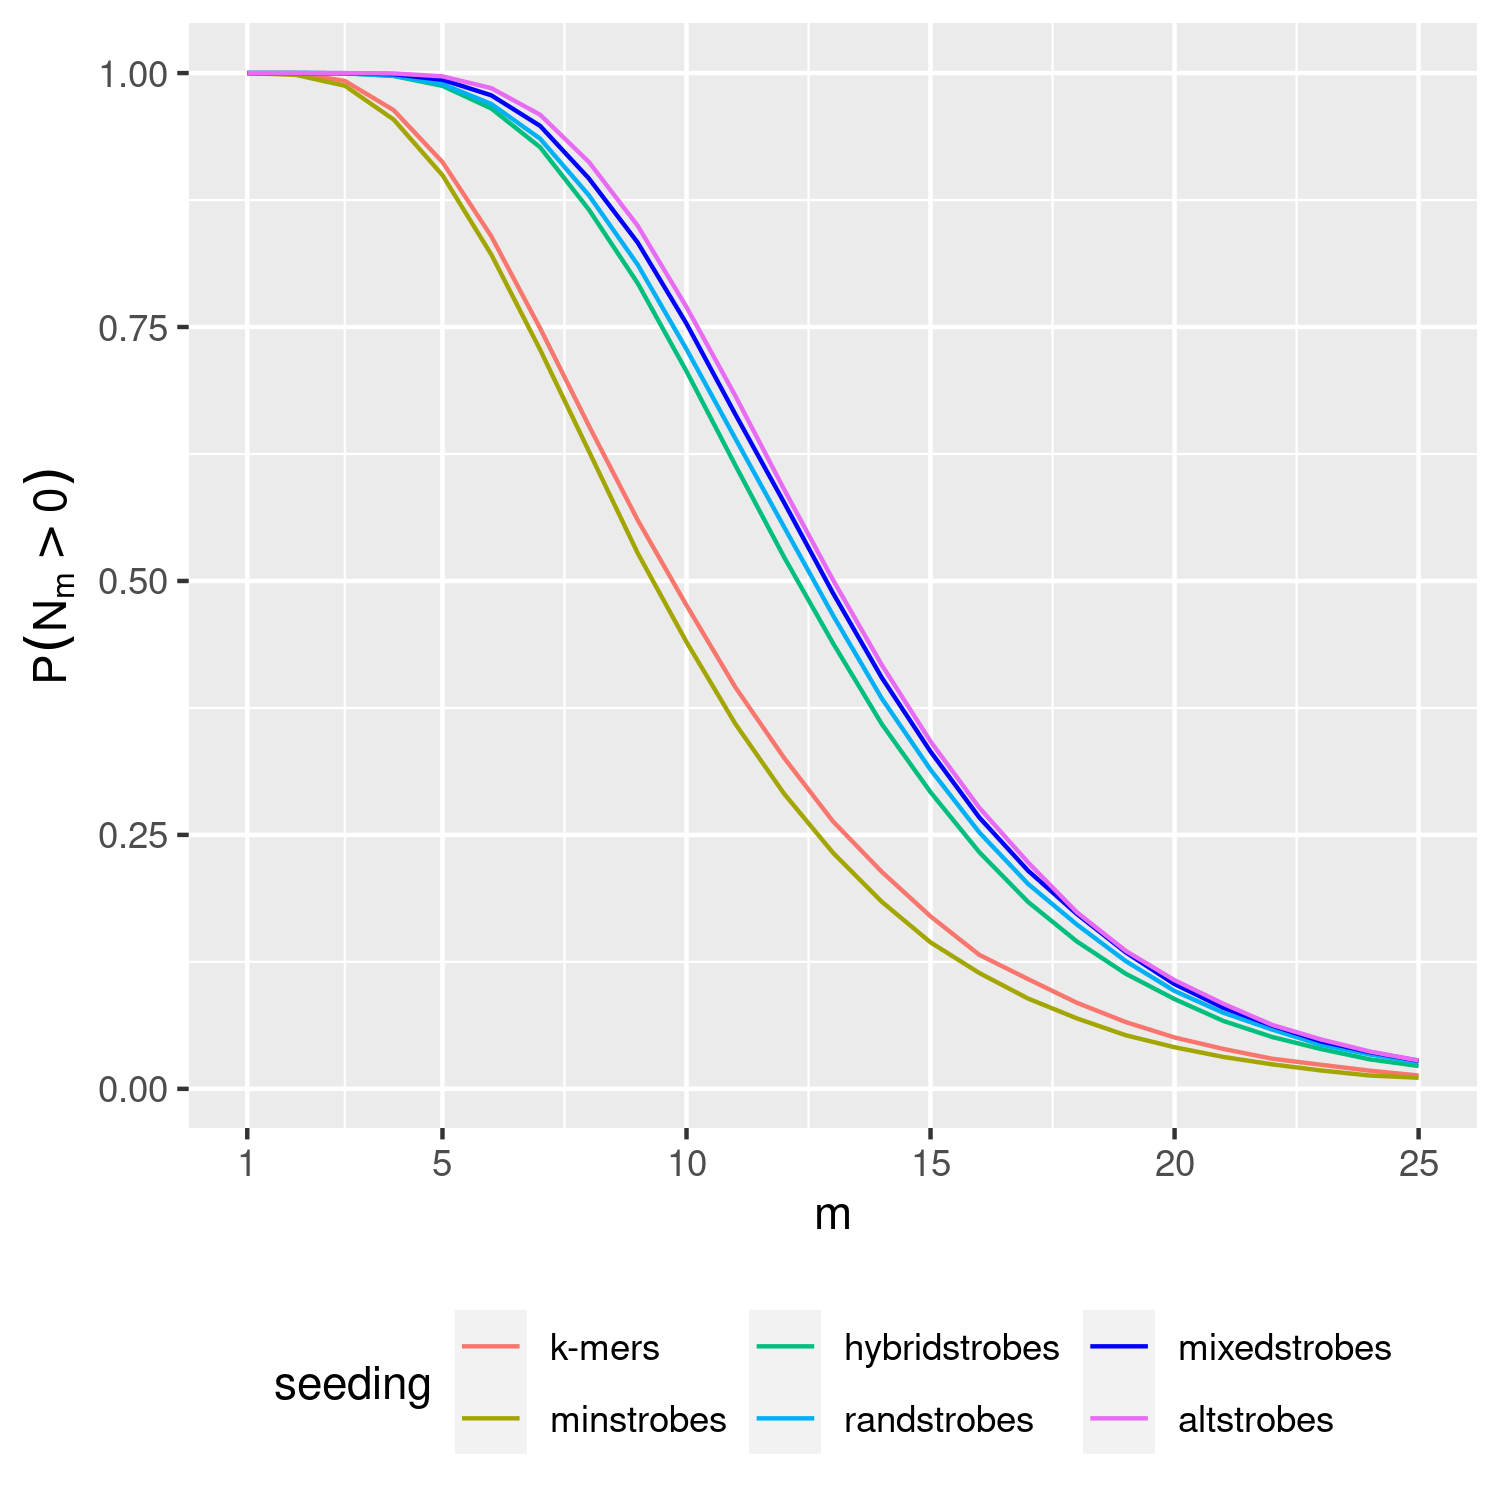 P(Nm > 0)
1.00
0.75
0.50
0.25
0.00
1 5 10 15 20 25
m
seeding
k-mers hybridstrobes mixedstrobes
minstrobes randstrobes altstrobes